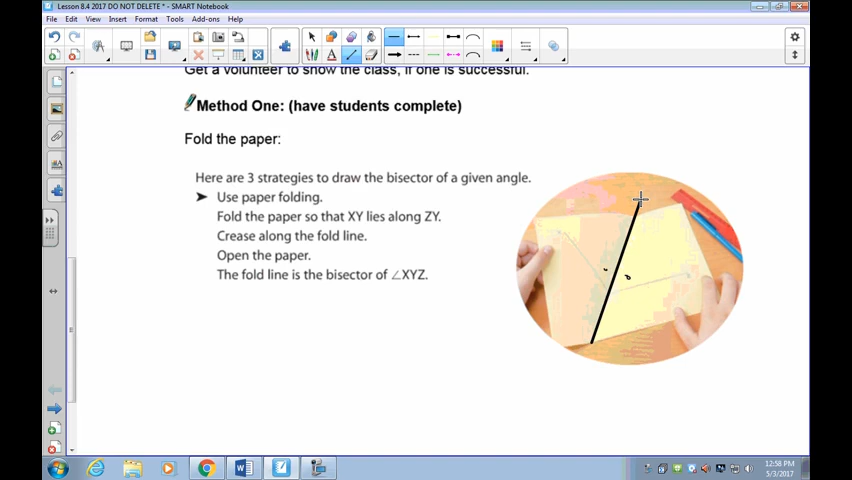 Lesson 8.4 2017 DO NOT DELETE * - SMART Notebook
File Edit View Insert Format Tools Add-ons Help
Get a volunteer to show the class, if one is successful.
Method One: (have students complete)
Fold the paper:
Here are 3 strategies to draw the bisector of a given angle.
➤ Use paper folding.
Fold the paper so that XY lies along ZY.
Crease along the fold line.
Open the paper.
The fold line is the bisector of ∠XYZ.
12:58 PM
5/3/2017